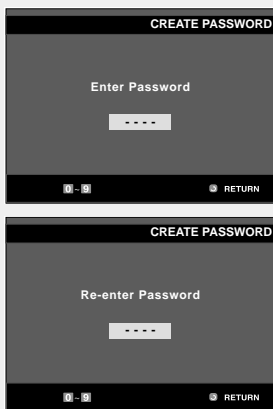 CREATE PASSWORD
Enter Password
- - - -
0 ~ 9 RETURN
CREATE PASSWORD
Re-enter Password
- - - -
0 ~ 9 RETURN